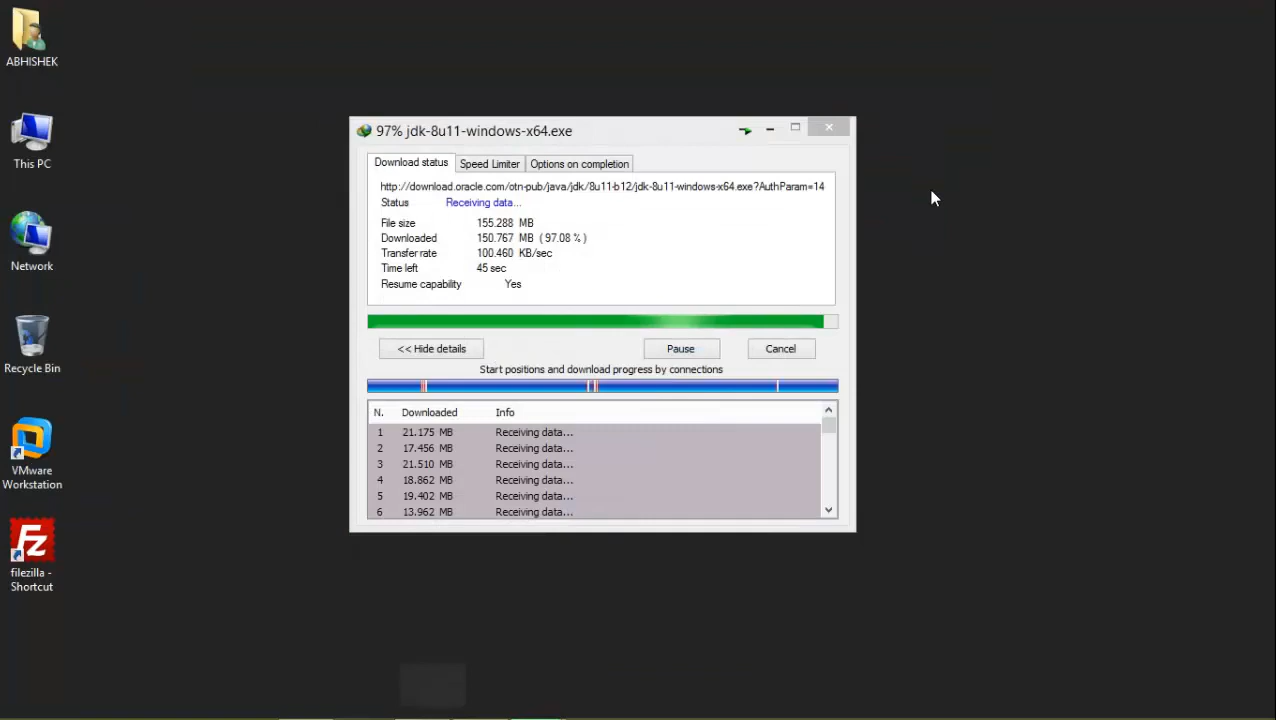 ABHISHEK
This PC
Network
Recycle Bin
VMware
Workstation
Fz
filezilla -
Shortcut
97% jdk-8u11-windows-x64.exe
Download status Speed Limiter Options on completion
http://download.oracle.com/otn-pub/java/jdk/8u11-b12/jdk-8u11-windows-x64.exe?AuthParam=14
Status Receiving data...
File size 155.288 MB
Downloaded 150.767 MB ( 97.08 % )
Transfer rate 100.460 KB/sec
Time left 45 sec
Resume capability Yes
<< Hide details Pause Cancel
Start positions and download progress by connections
N. Downloaded Info
1 21.175 MB Receiving data...
2 17.456 MB Receiving data...
3 21.510 MB Receiving data...
4 18.862 MB Receiving data...
5 19.402 MB Receiving data...
6 13.962 MB Receiving data...